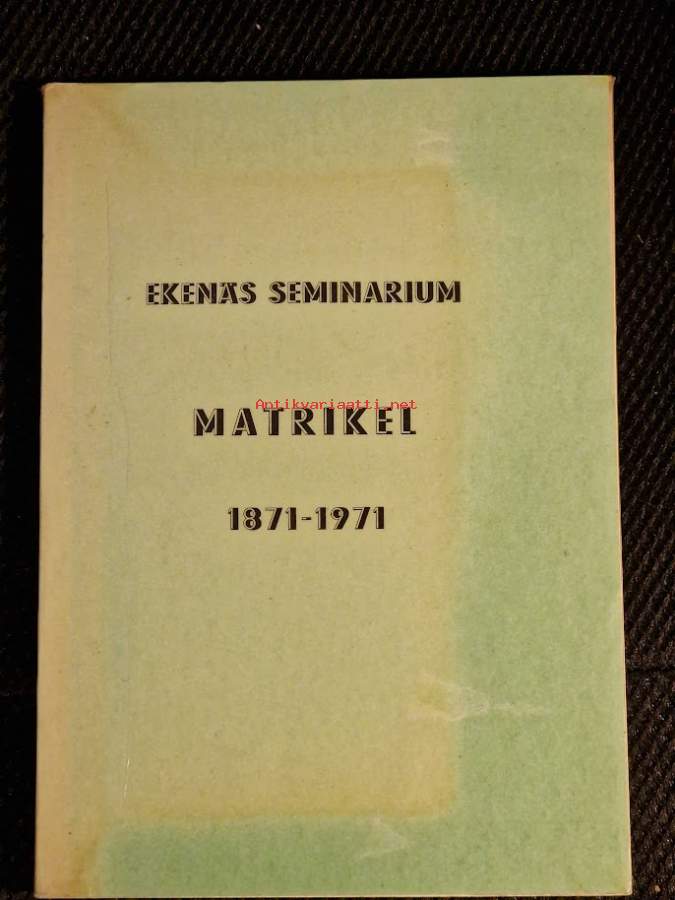 EKENÄS SEMINARIUM
Antikvariaatti.net
MATRIKEL
1871-1971